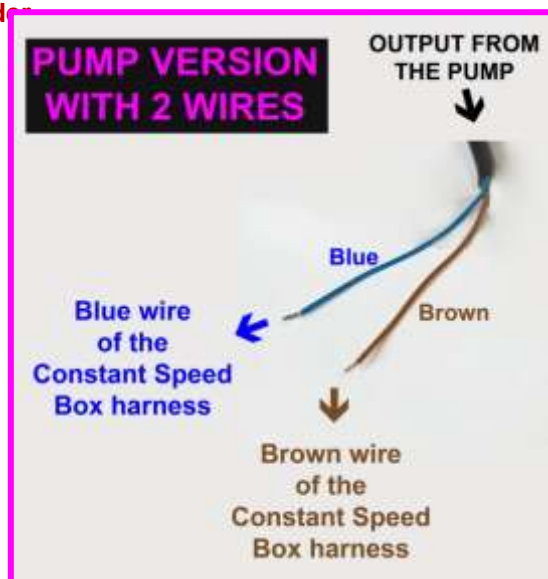 PUMP VERSION
WITH 2 WIRES
OUTPUT FROM
THE PUMP
Blue
Brown
Blue wire
of the
Constant Speed
Box harness
Brown wire
of the
Constant Speed
Box harness